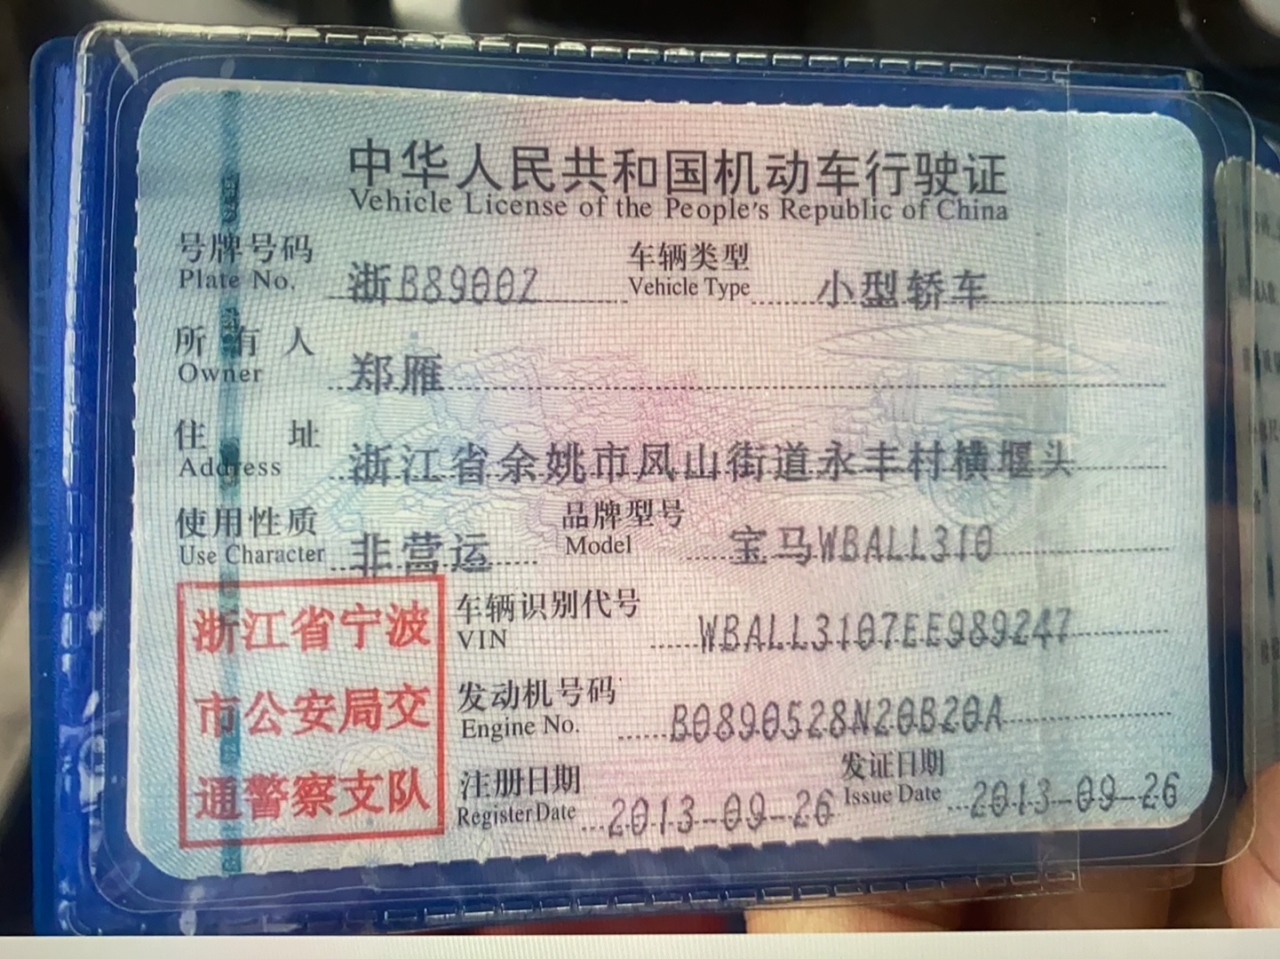 中华人民共和国机动车行驶证
Vehicle License of the People's Republic of China
号牌号码 浙B8900Z 车辆类型 小型轿车
Plate No. Vehicle Type
所有人 郑雁
Owner
住址 浙江省余姚市凤山街道永丰村横堰头
Address
使用性质 非营运 品牌型号 宝马WBALL310
Use Character Model
浙江省宁波
市公安局交
通警察支队
车辆识别代号 WBALL3107EE989247
VIN
发动机号码 B0890528N20B20A
Engine No.
注册日期 2013-09-26 发证日期 2013-09-26
Register Date Issue Date